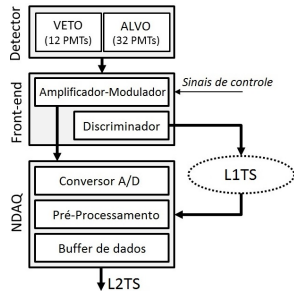 Detector
VETO
(12 PMTs)
ALVO
(32 PMTs)
Front-end
Amplificador-Modulador
Sinais de controle
Discriminador
L1TS
NDAQ
Conversor A/D
Pré-Processamento
Buffer de dados
L2TS